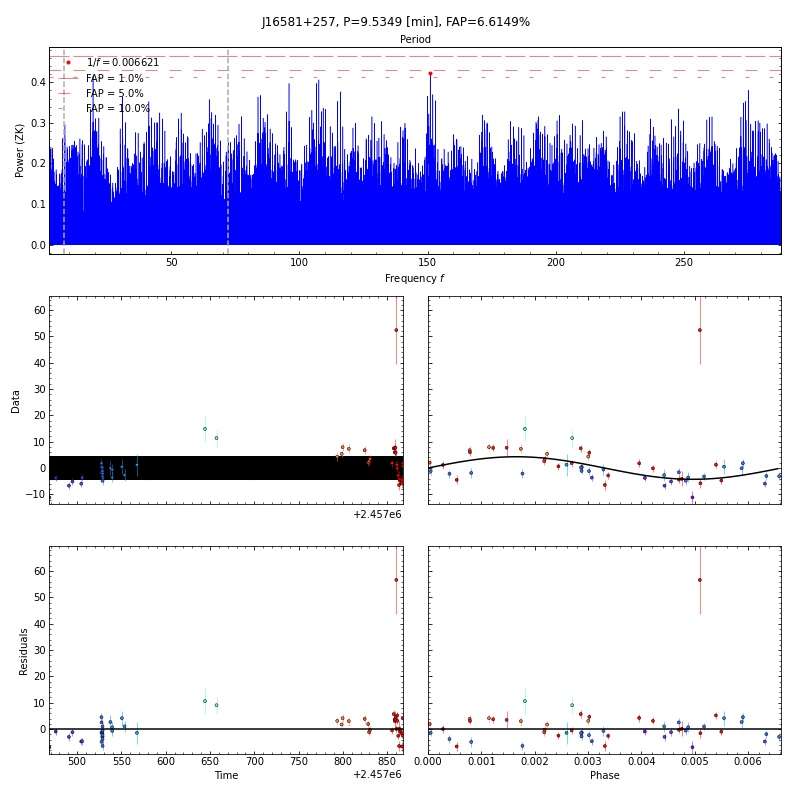 J16581+257, P=9.5349 [min], FAP=6.6149%
Period
1/f = 0.006621
FAP = 1.0%
FAP = 5.0%
FAP = 10.0%
Power (ZK)
0.4
0.3
0.2
0.1
0.0
50 100 150 200 250
Frequency f
Data
60
50
40
30
20
10
0
−10
+2.457e6
Residuals
60
50
40
30
20
10
0
500 550 600 650 700 750 800 850
Time
+2.457e6
0.000 0.001 0.002 0.003 0.004 0.005 0.006
Phase